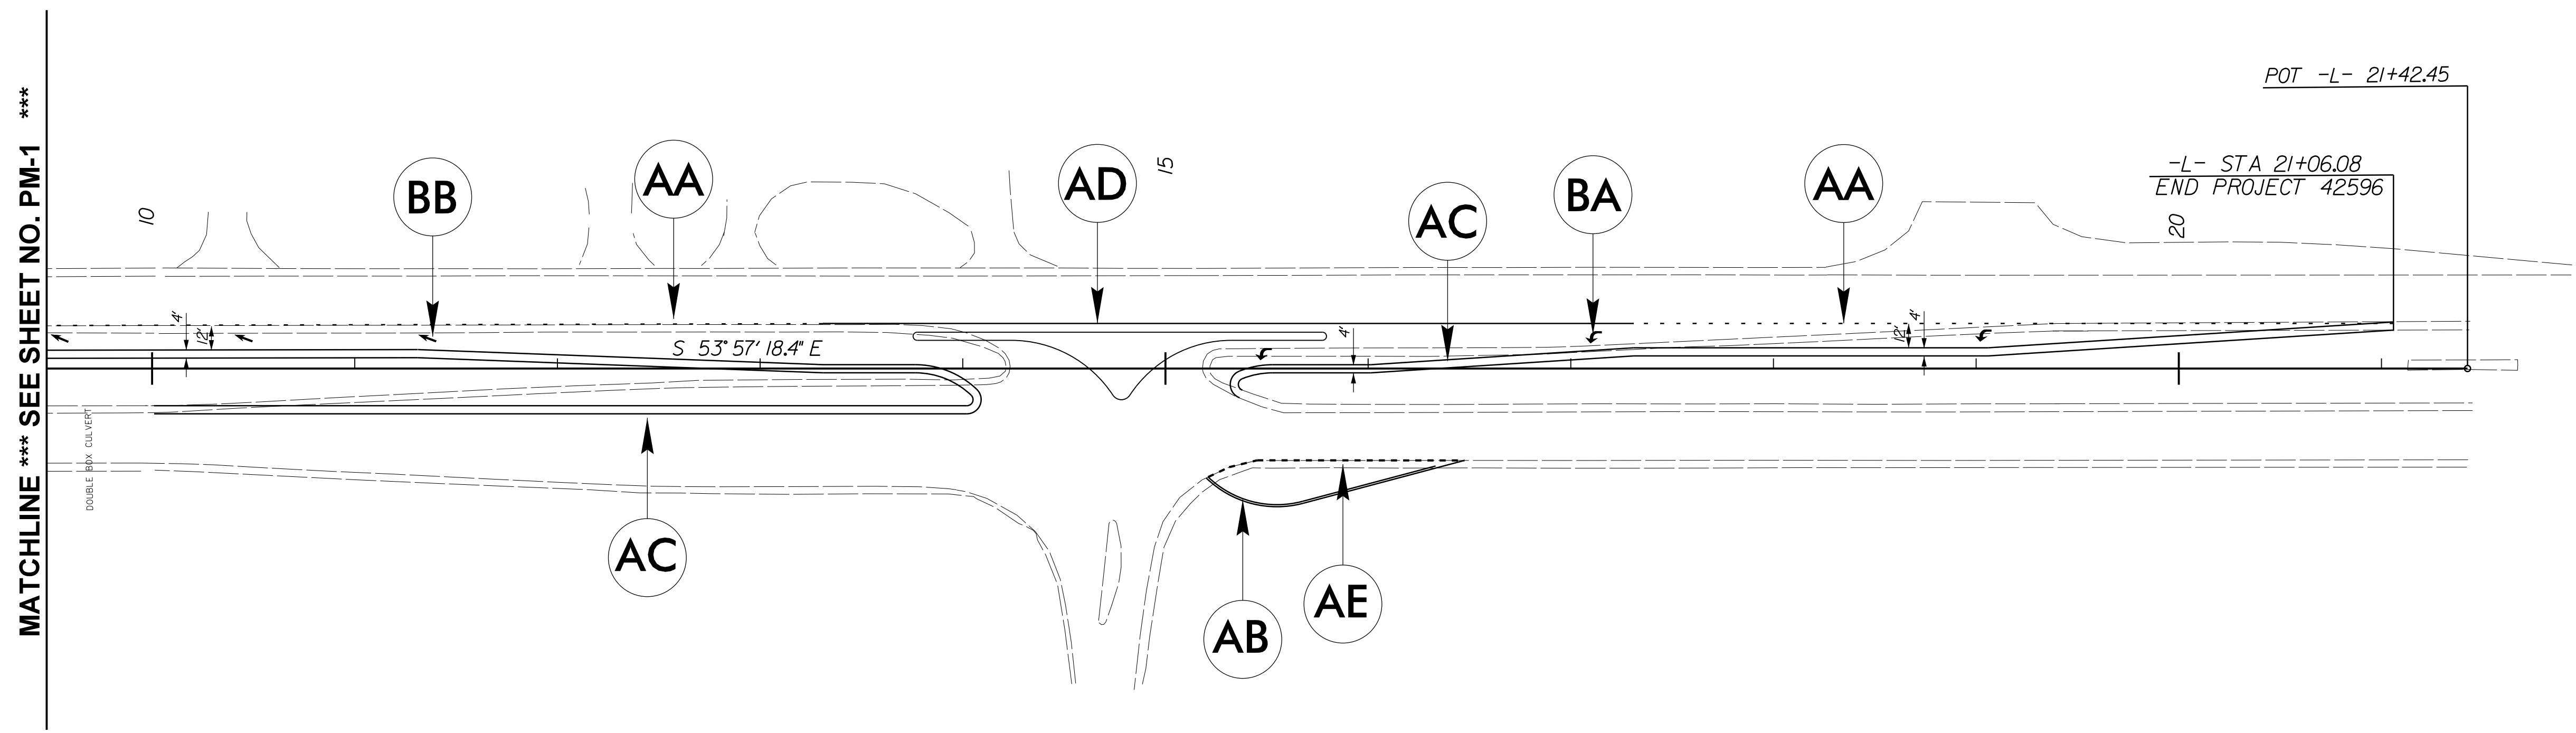 MATCHLINE *** SEE SHEET NO. PM-1 ***
POT -L- 21+42.45
-L- STA 21+06.08
END PROJECT 42596
BB
AA
AD
15
AC
BA
AA
10
20
4'
12'
S 53° 57' 18.4" E
4'
12'
4'
DOUBLE BOX CULVERT
AC
AB
AE